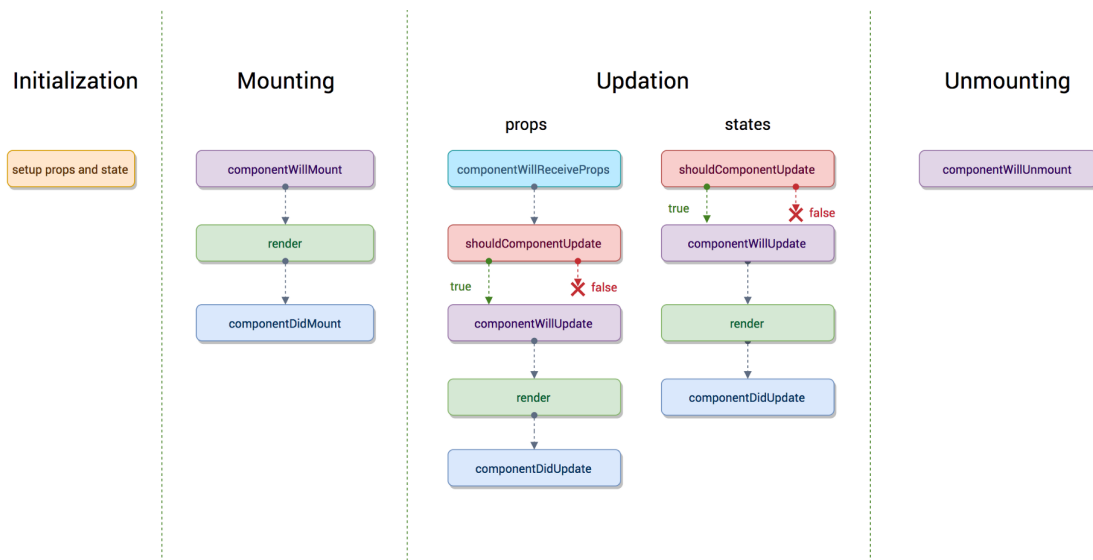 Initialization
Mounting
Updation
Unmounting
props
states
setup props and state
componentWillMount
render
componentDidMount
componentWillReceiveProps
shouldComponentUpdate
true
false
componentWillUpdate
render
componentDidUpdate
shouldComponentUpdate
true
false
componentWillUpdate
render
componentDidUpdate
componentWillUnmount